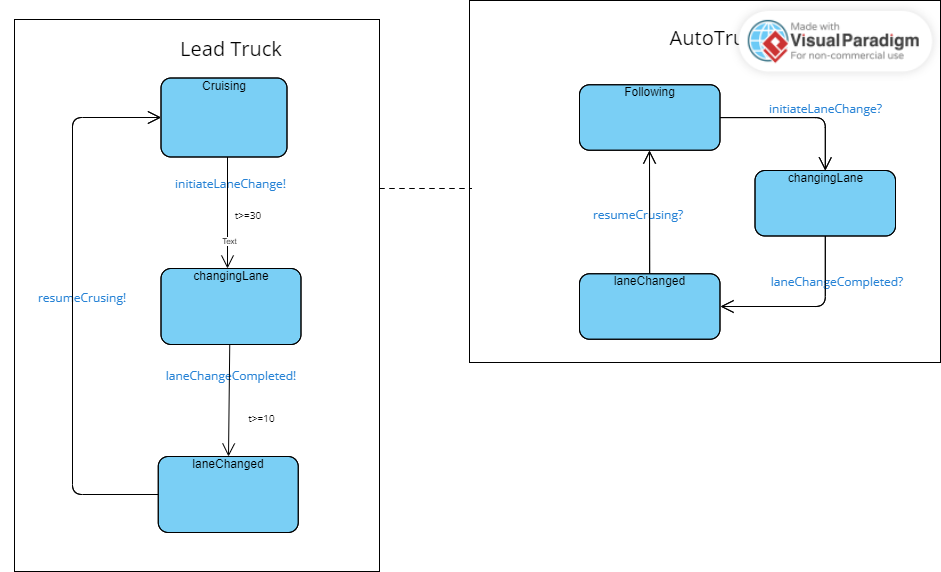 Lead Truck
Cruising
initiateLaneChange!
t>=30
Text
changingLane
resumeCrusing!
laneChangeCompleted!
t>=10
laneChanged
Made with
Visual Paradigm
For non-commercial use
Following
initiateLaneChange?
changingLane
resumeCrusing?
laneChanged
laneChangeCompleted?